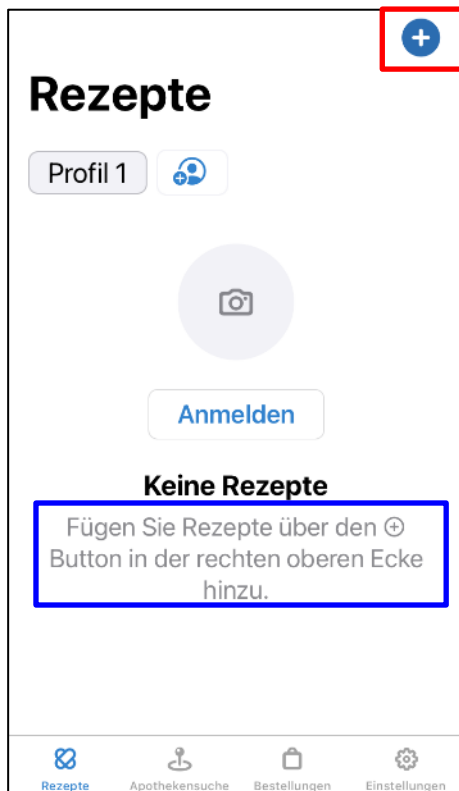 Rezepte
Profil 1
Anmelden
Keine Rezepte
Fügen Sie Rezepte über den ⊕
Button in der rechten oberen Ecke
hinzu.
Rezepte Apothekensuche Bestellungen Einstellungen